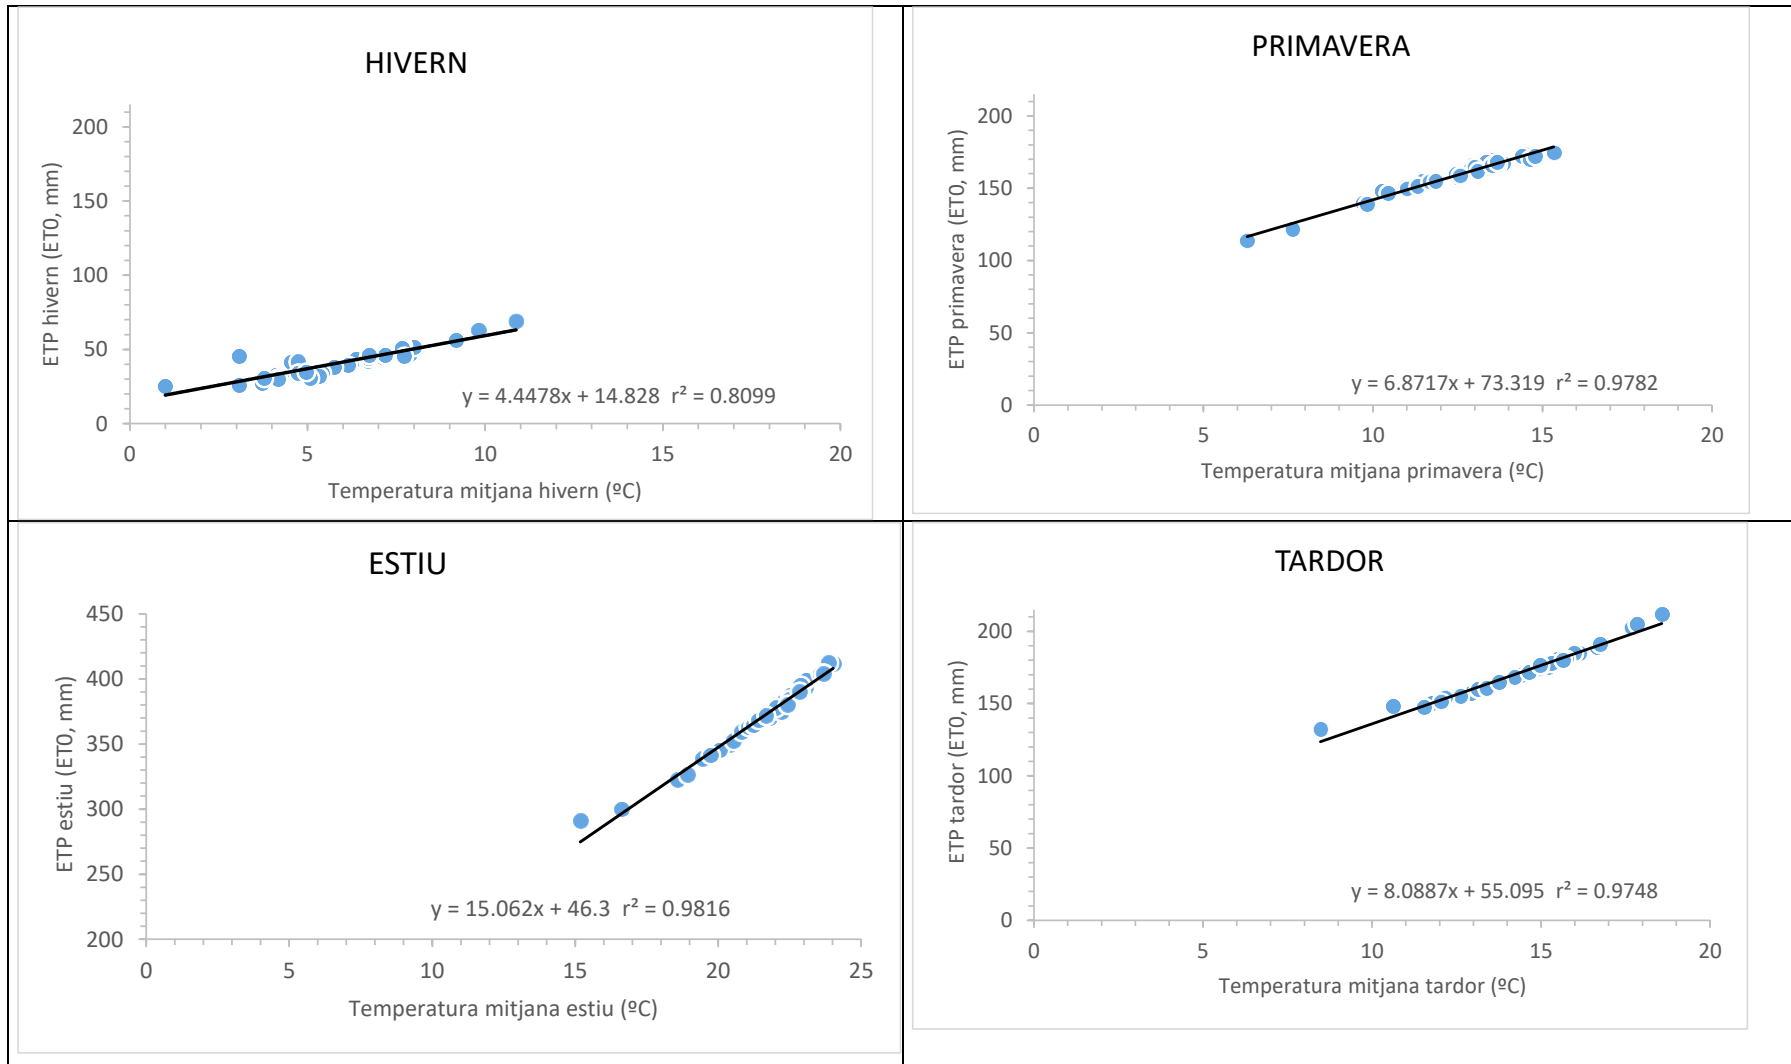 HIVERN
200
150
100
50
0
ETP hivern (ET0, mm)
y = 4.4478x + 14.828 r² = 0.8099
0 5 10 15 20
Temperatura mitjana hivern (ºC)
PRIMAVERA
200
150
100
50
0
ETP primavera (ET0, mm)
y = 6.8717x + 73.319 r² = 0.9782
0 5 10 15 20
Temperatura mitjana primavera (ºC)
ESTIU
450
400
350
300
250
200
ETP estiu (ET0, mm)
y = 15.062x + 46.3 r² = 0.9816
0 5 10 15 20 25
Temperatura mitjana estiu (ºC)
TARDOR
200
150
100
50
0
ETP tardor (ET0, mm)
y = 8.0887x + 55.095 r² = 0.9748
0 5 10 15 20
Temperatura mitjana tardor (ºC)